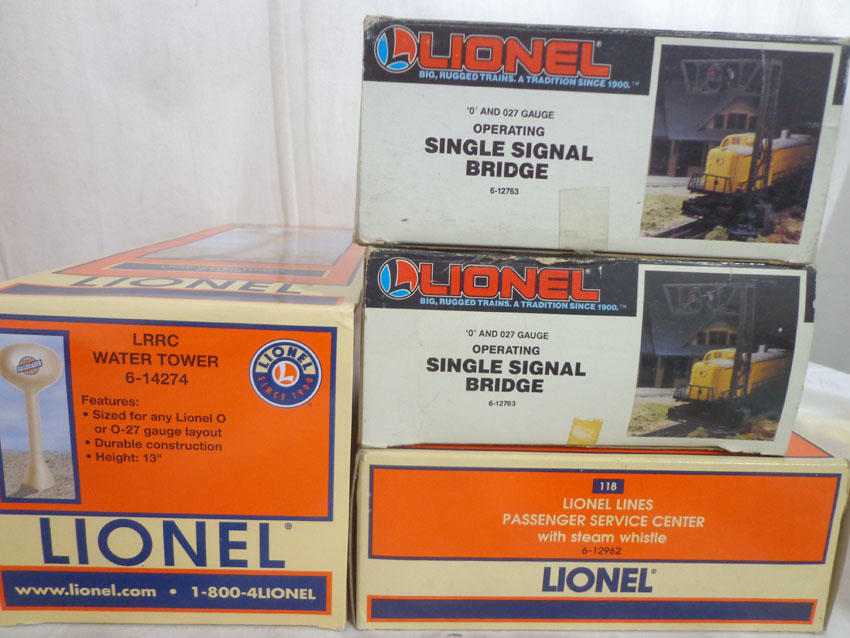 LIONEL®
BIG, RUGGED TRAINS. A TRADITION SINCE 1900.™
'0' AND 027 GAUGE
OPERATING
SINGLE SIGNAL
BRIDGE
6-12763
LIONEL
BIG, RUGGED TRAINS. A TRADITION SINCE 1900.™
'0' AND 027 GAUGE
OPERATING
SINGLE SIGNAL
BRIDGE
6-12763
LIONEL
LRRC
WATER TOWER
6-14274
Features:
• Sized for any Lionel O
or O-27 gauge layout
• Durable construction
• Height: 13"
LIONEL
SINCE 1900
LIONEL®
www.lionel.com • 1-800-4LIONEL
118
LIONEL LINES
PASSENGER SERVICE CENTER
with steam whistle
6-12962
LIONEL®